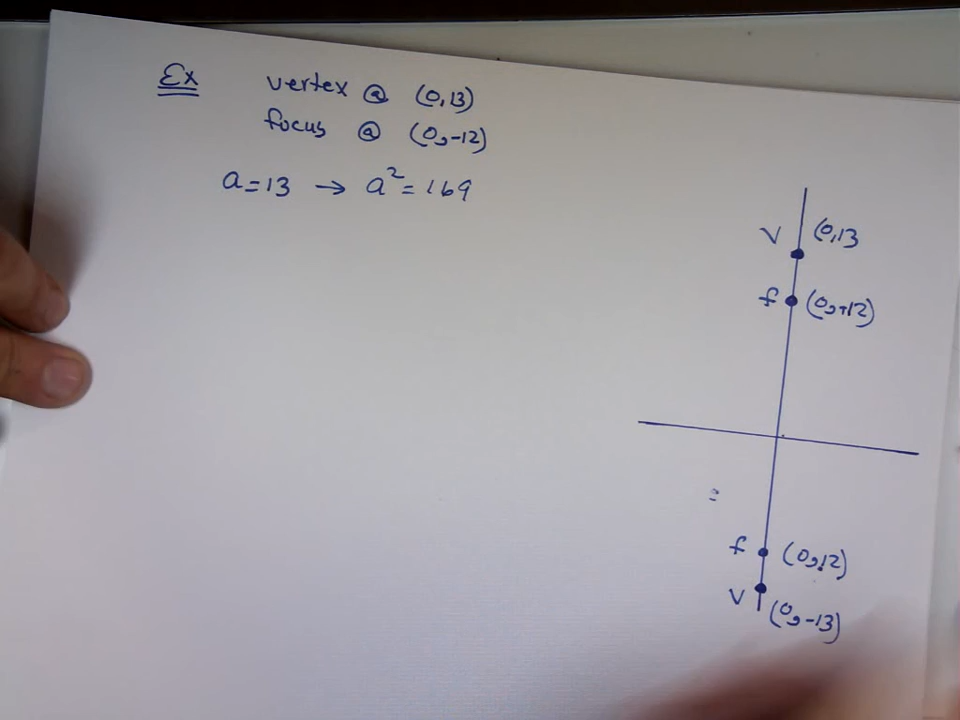 Ex vertex @ (0,13)
focus @ (0,-12)
a=13 → a²=169
V (0,13
f (0,+12)
=
f (0,12)
V (0,-13)